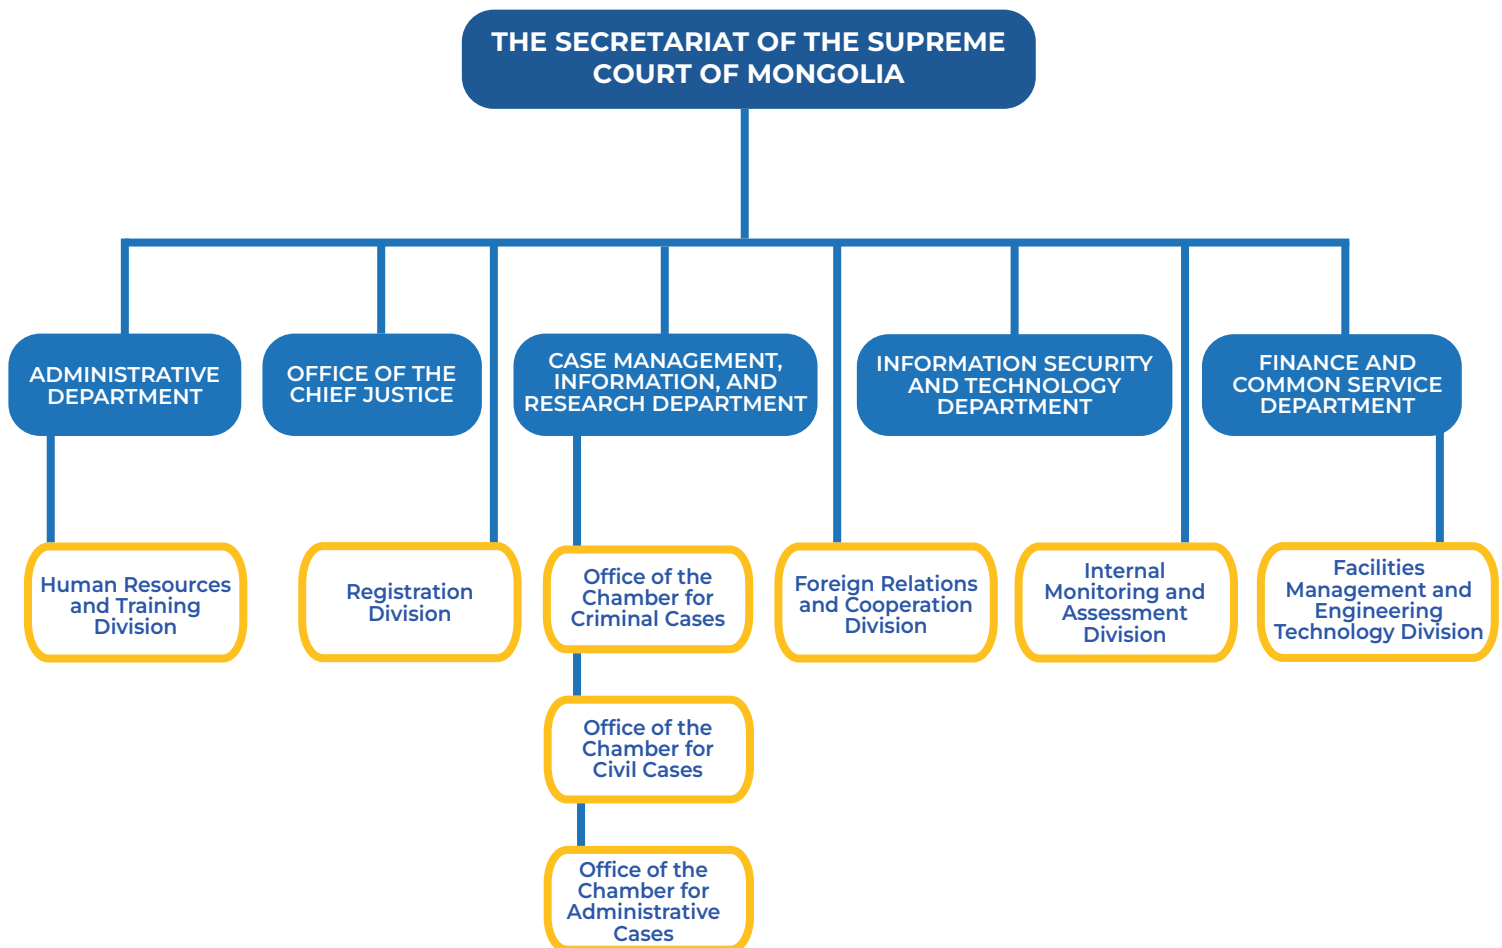 THE SECRETARIAT OF THE SUPREME
COURT OF MONGOLIA
ADMINISTRATIVE
DEPARTMENT
OFFICE OF THE
CHIEF JUSTICE
CASE MANAGEMENT,
INFORMATION, AND
RESEARCH DEPARTMENT
INFORMATION SECURITY
AND TECHNOLOGY
DEPARTMENT
FINANCE AND
COMMON SERVICE
DEPARTMENT
Human Resources
and Training
Division
Registration
Division
Office of the
Chamber for
Criminal Cases
Foreign Relations
and Cooperation
Division
Internal
Monitoring and
Assessment
Division
Facilities
Management and
Engineering
Technology Division
Office of the
Chamber for
Civil Cases
Office of the
Chamber for
Administrative
Cases